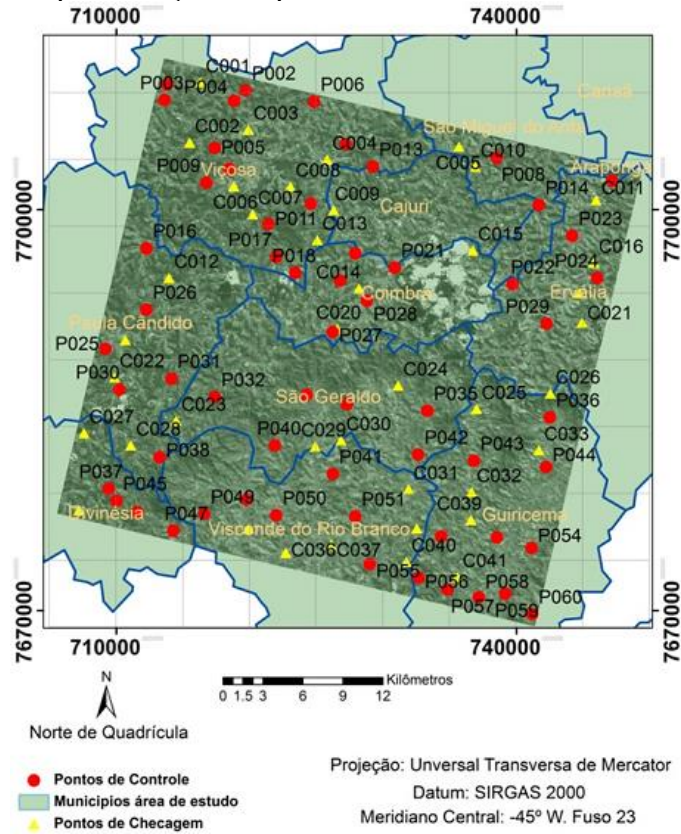 710000 740000
C001
P003 P004 P002 P006
Canaã
C003
São Miguel do Anta
C002 P005 C004 P013 C010
P009 Viçosa C008 C005 P008 Araponga
C006 C007 C009 Cajuri P014 C011
7700000 P011 P023 7700000
P016 P017 C013 C015 C016
C012 P018 P021 P022 P024
C014 Coimbra Ervália
P026 P028 P029 C021
Paula Cândido C020
P025 P027
C022 P031 C024 C026
P030 P032 São Geraldo P035 C025 P036
C027 C023 C030 C033
C028 P040 C029 P042 P043 P044
P038 P041
P037 C031 C032
P045 P049 P050 P051 C039
P047 Visconde do Rio Branco Guiricema
C036 C037 C040 P054
C041
P055 P056 P058
P057 P059 P060
7670000 7670000
710000 740000
N
Norte de Quadrícula
Kilômetros
0 1.5 3 6 9 12
Pontos de Controle
Municipios área de estudo
Pontos de Checagem
Projeção: Unversal Transversa de Mercator
Datum: SIRGAS 2000
Meridiano Central: -45º W. Fuso 23